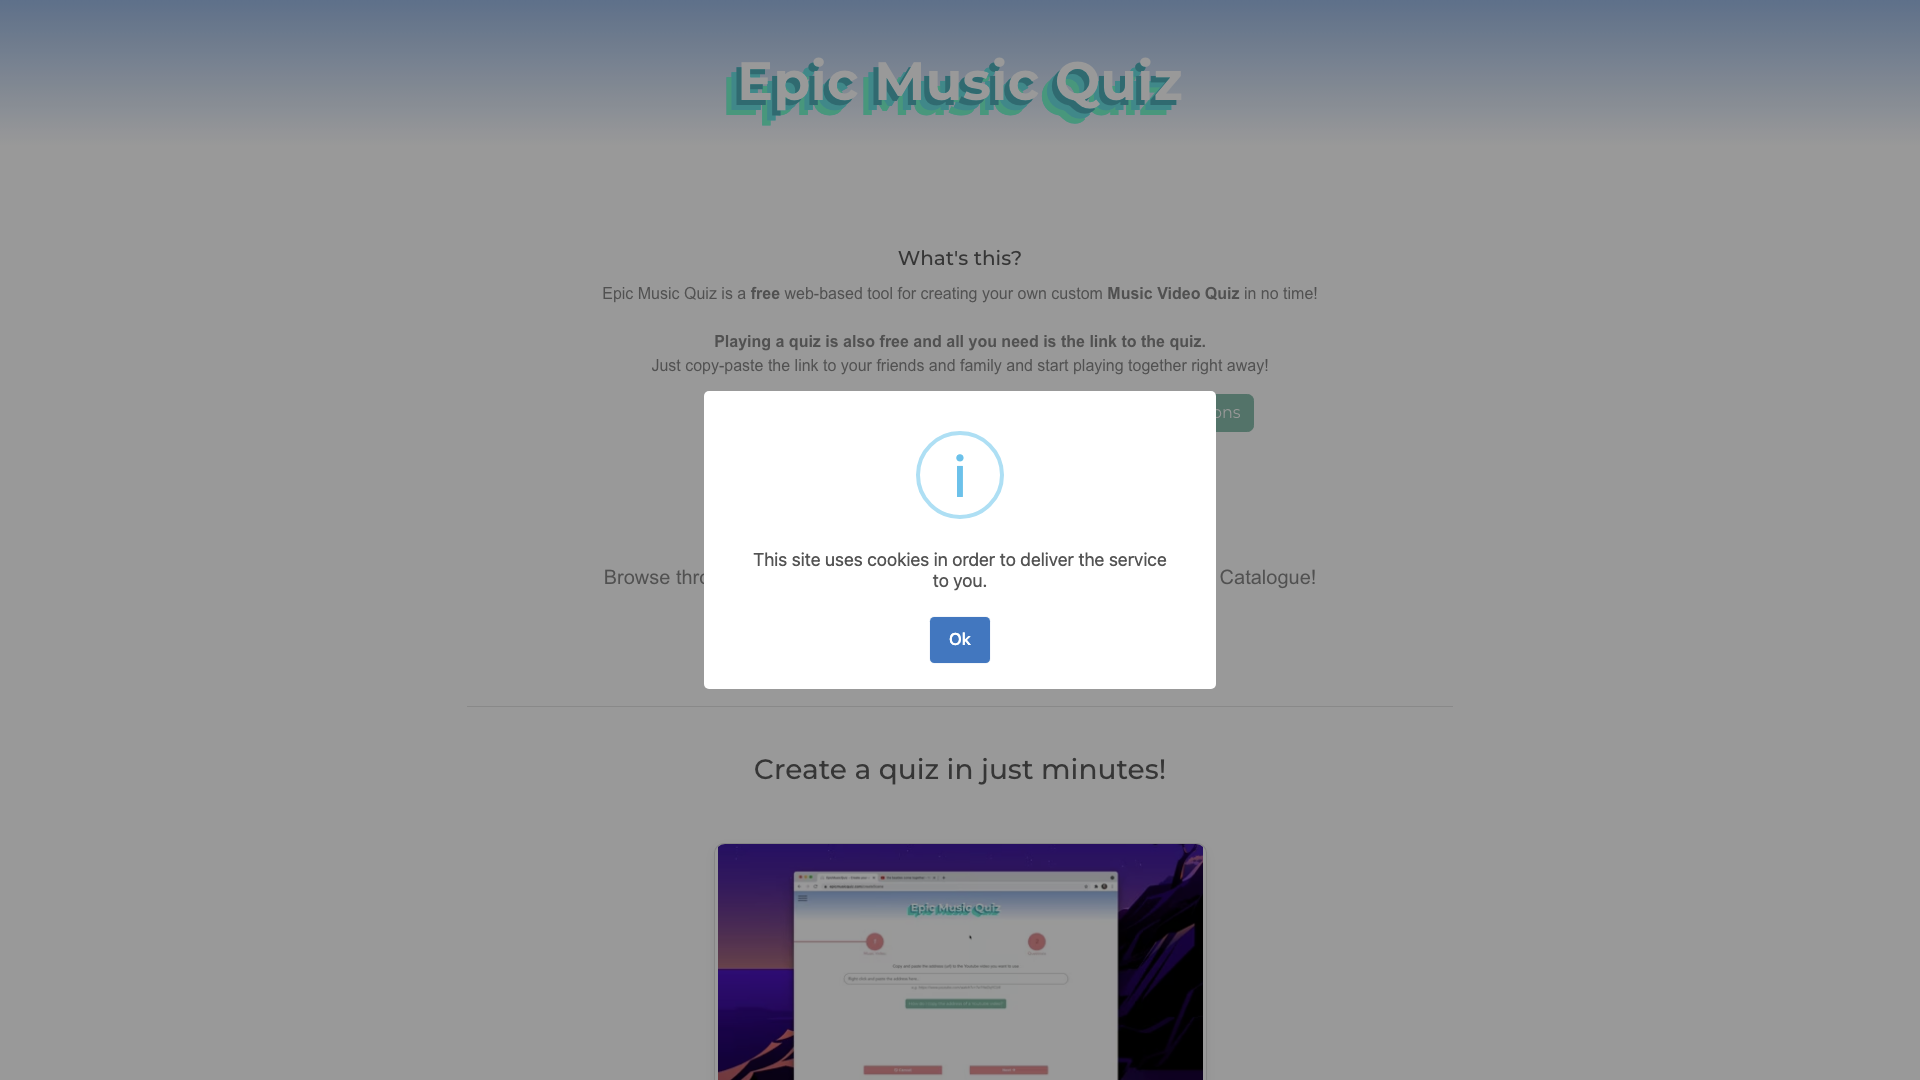 Epic Music Quiz
What's this?
Epic Music Quiz is a free web-based tool for creating your own custom Music Video Quiz in no time!
Playing a quiz is also free and all you need is the link to the quiz.
Just copy-paste the link to your friends and family and start playing together right away!
i
This site uses cookies in order to deliver the service
to you.
Browse Catalogue!
Ok
Create a quiz in just minutes!
Epic Music Quiz